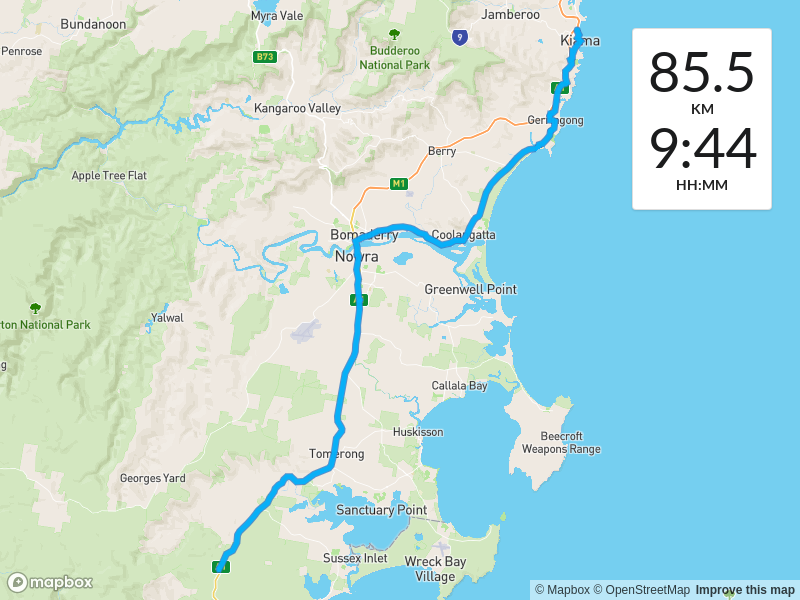 Bundanoon
Myra Vale
Jamberoo
Penrose
B73
Budderoo
National Park
9
Kiama
Kangaroo Valley
Gerringong
Berry
Apple Tree Flat
M1
Bomaderry
Coolangatta
Nowra
Greenwell Point
Yalwal
National Park
Callala Bay
Huskisson
Beecroft
Weapons Range
Tomerong
Georges Yard
Sanctuary Point
Sussex Inlet
Wreck Bay
Village
85.5
KM
9:44
HH:MM
mapbox
© Mapbox © OpenStreetMap Improve this map